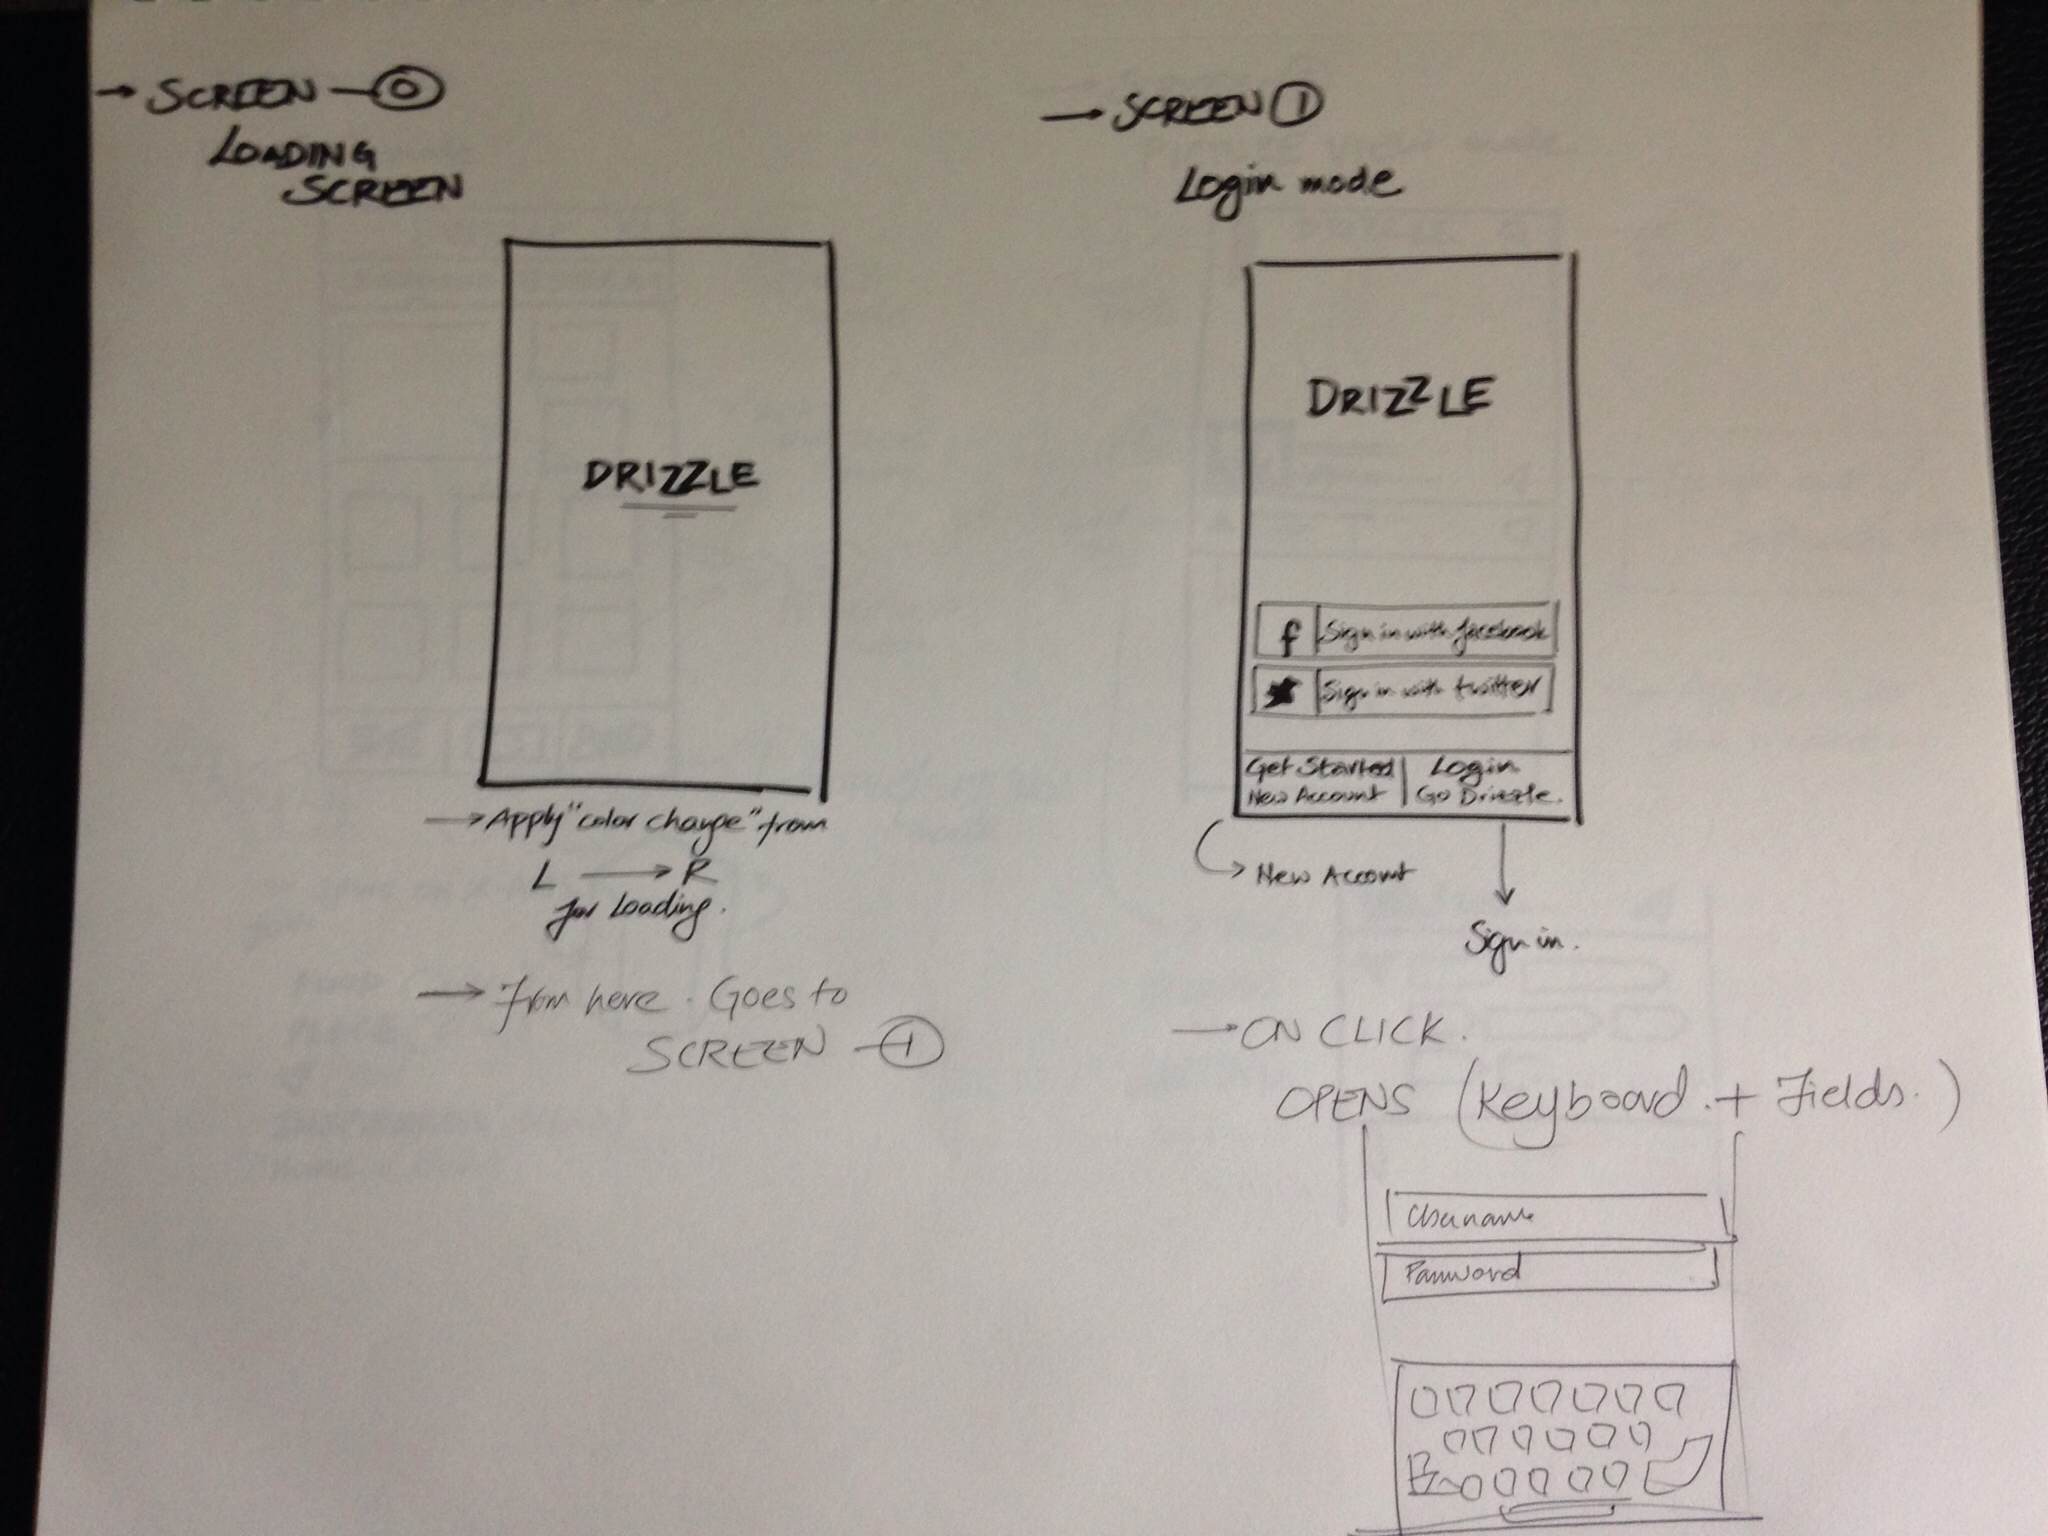 → SCREEN - 0
LOADING
SCREEN
DRIZZLE
→ Apply "color change" from
L → R
for Loading.
→ From here. Goes to
SCREEN - 1
→ SCREEN 1
Login mode
DRIZZLE
f Sign in with facebook
Sign in with twitter
Get Started | Login
New Account | Go Drizzle.
→ New Account
Sign in.
→ ON CLICK.
OPENS (Keyboard. + Fields.)
Username
Password